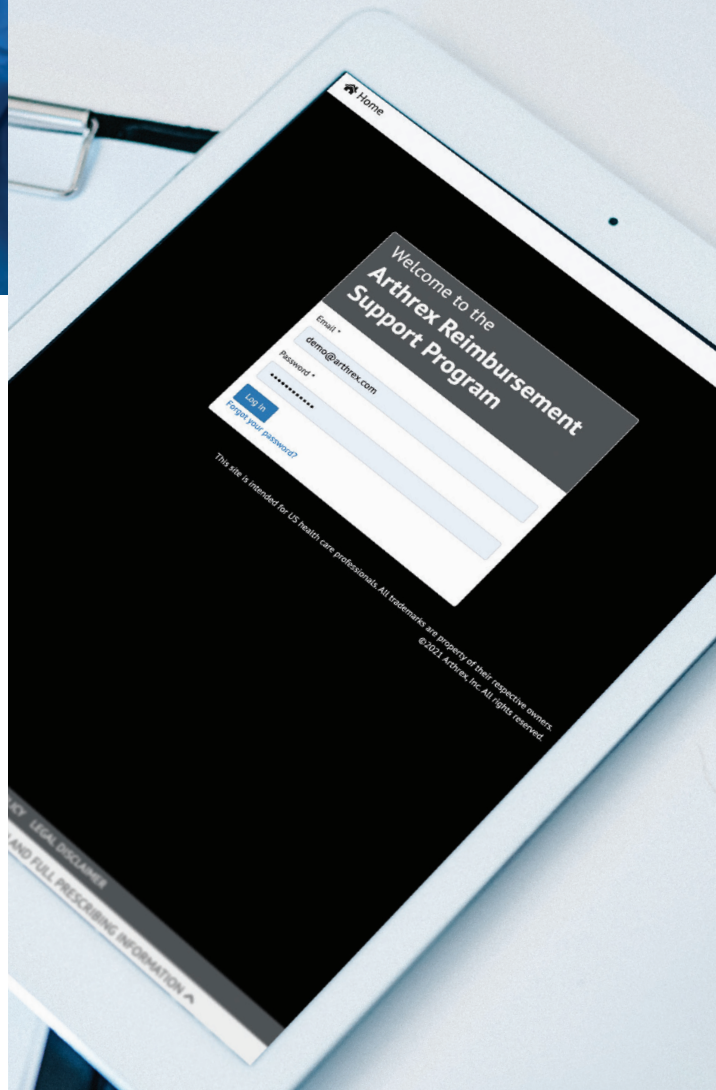 Home
Welcome to the
Arthrex Reimbursement
Support Program
Email *
demo@arthrex.com
Password *
••••••••••••
Log In
Forgot your password?
This site is intended for US health care professionals. All trademarks are property of their respective owners.
©2021 Arthrex, Inc. All rights reserved.
LEGAL DISCLAIMER
AND FULL PRESCRIBING INFORMATION